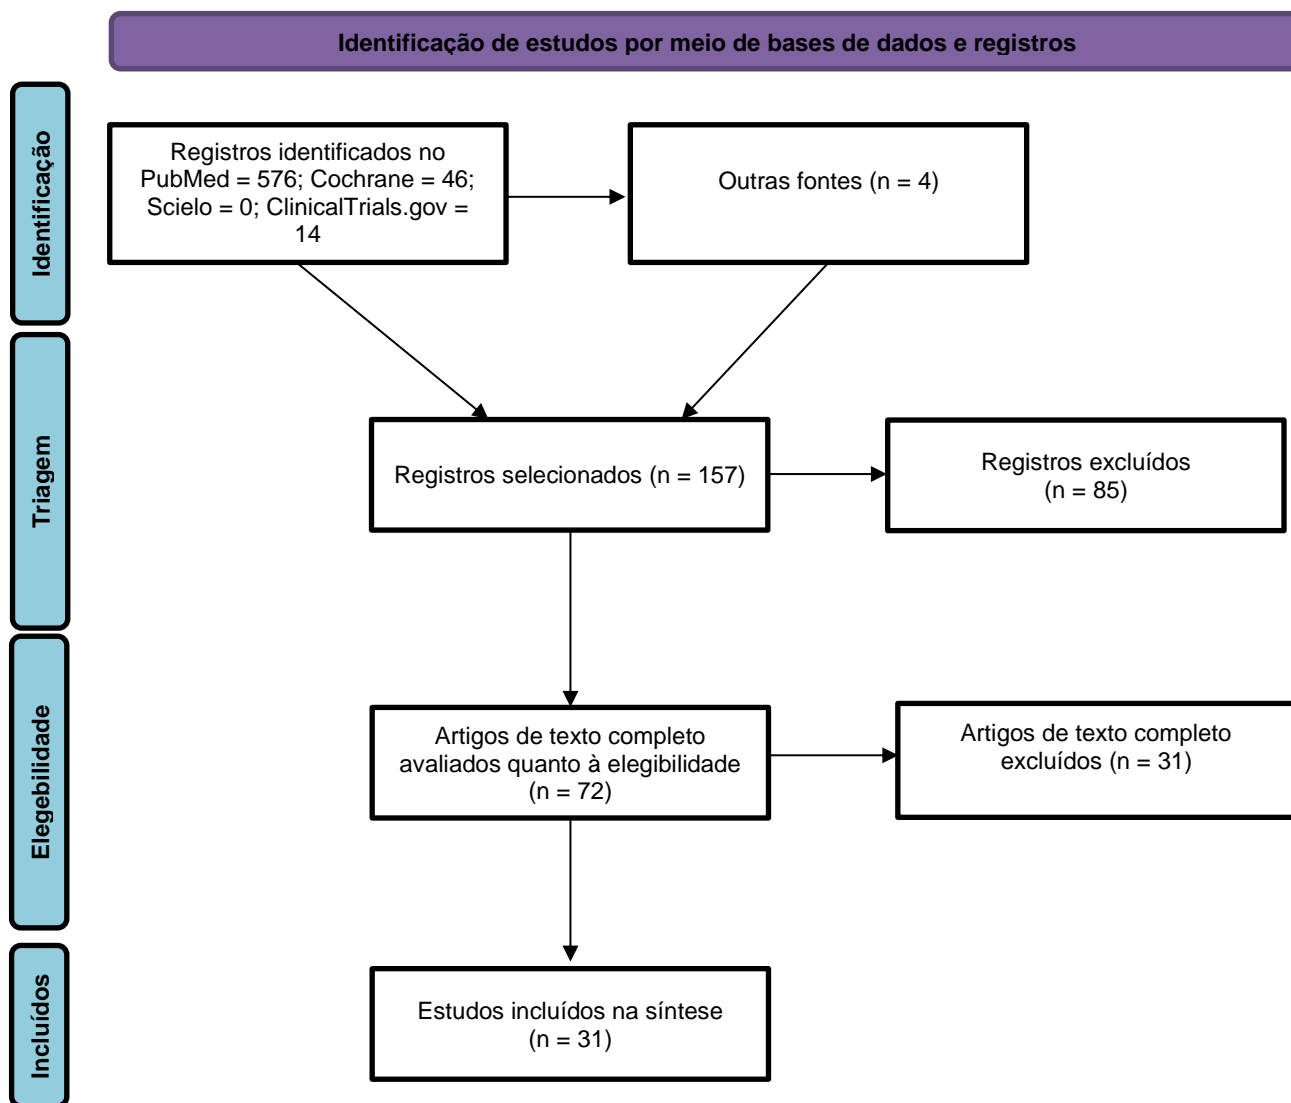 Identificação de estudos por meio de bases de dados e registros
Identificação
Registros identificados no
PubMed = 576; Cochrane = 46;
Scielo = 0; ClinicalTrials.gov =
14
Outras fontes (n = 4)
Triagem
Registros selecionados (n = 157)
Registros excluídos
(n = 85)
Elegebilidade
Artigos de texto completo
avaliados quanto à elegibilidade
(n = 72)
Artigos de texto completo
excluídos (n = 31)
Incluídos
Estudos incluídos na síntese
(n = 31)